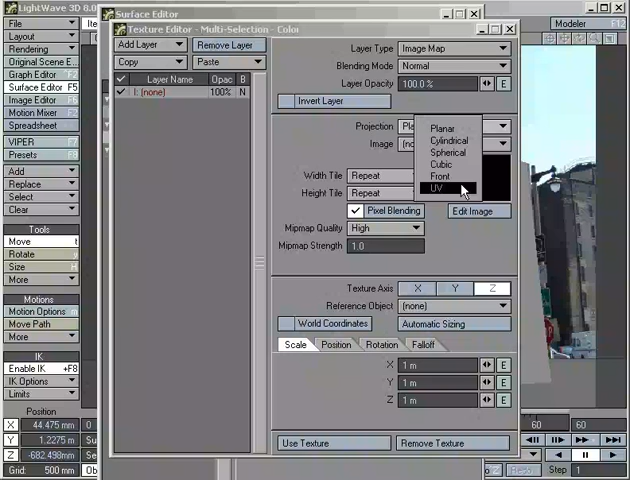 LightWave 3D 8.0
Surface Editor
Texture Editor - Multi-Selection - Color
File
Layout
Rendering
Original Scene E
Graph Editor ^F2
Surface Editor F5
Image Editor F6
Motion Mixer F2
Spreadsheet
VIPER F7
Presets F8
Add
Replace
Select
Clear
Tools
Move t
Rotate y
Size H
More
Motions
Motion Options m
Move Path
More
IK
Enable IK +F8
IK Options
Limits
Position
X 44.475 mm 0
Y 1.2275 m
Z -682.498mm
Grid: 500 mm
Add Layer Remove Layer
Copy Paste
Layer Name Opac B
I: (none) 100% N
Layer Type Image Map
Blending Mode Normal
Layer Opacity 100.0 % E
Invert Layer
Projection
Image
Planar
Cylindrical
Spherical
Cubic
Front
UV
Width Tile Repeat
Height Tile Repeat
Pixel Blending Edit Image
Mipmap Quality High
Mipmap Strength 1.0
Texture Axis X Y Z
Reference Object (none)
World Coordinates Automatic Sizing
Scale Position Rotation Falloff
X 1 m E
Y 1 m E
Z 1 m E
Use Texture Remove Texture
Modeler F12
60 60
Step 1